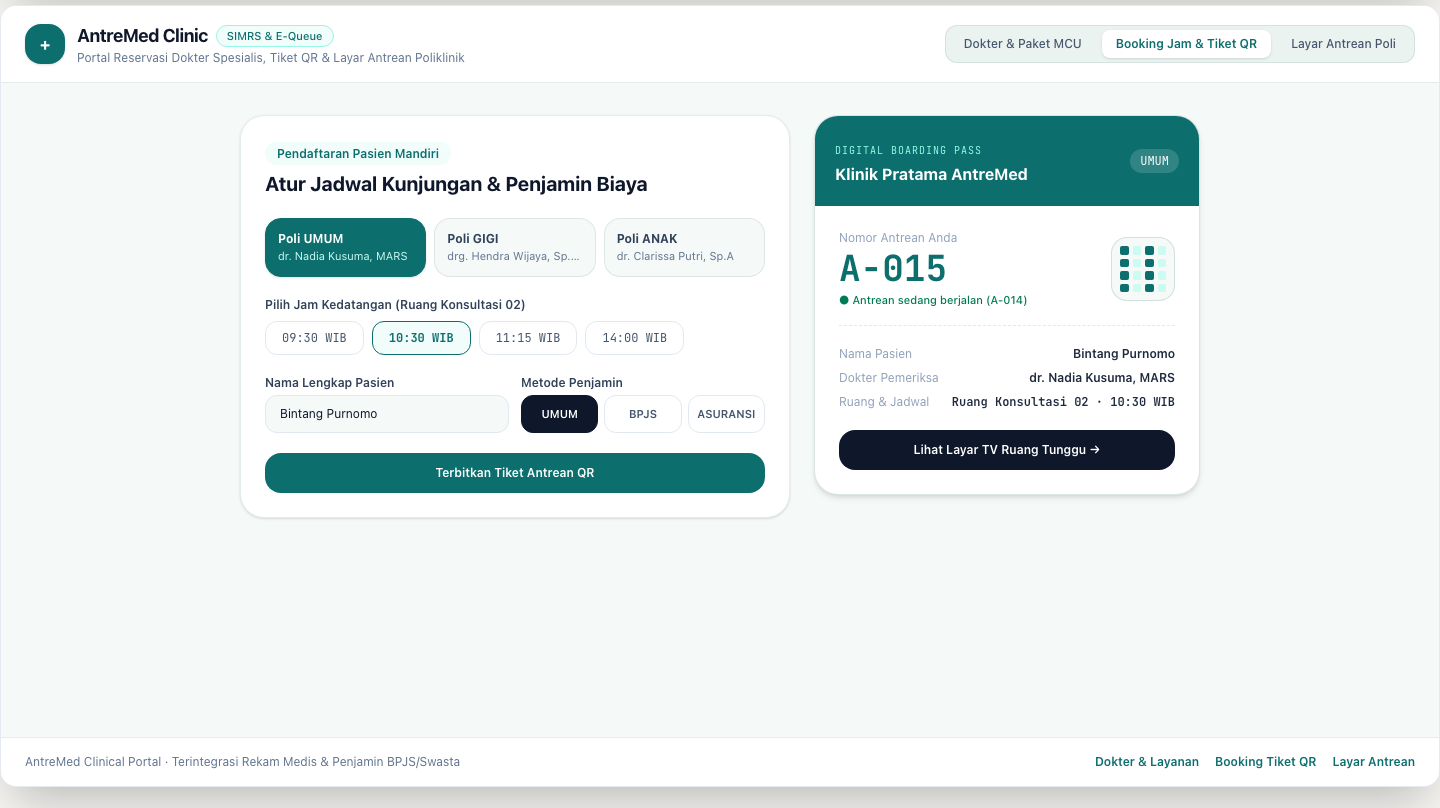 +
AntreMed Clinic
SIMRS & E-Queue
Portal Reservasi Dokter Spesialis, Tiket QR & Layar Antrean Poliklinik
Dokter & Paket MCU
Booking Jam & Tiket QR
Layar Antrean Poli
Pendaftaran Pasien Mandiri
Atur Jadwal Kunjungan & Penjamin Biaya
Poli UMUM
dr. Nadia Kusuma, MARS
Poli GIGI
drg. Hendra Wijaya, Sp....
Poli ANAK
dr. Clarissa Putri, Sp.A
Pilih Jam Kedatangan (Ruang Konsultasi 02)
09:30 WIB
10:30 WIB
11:15 WIB
14:00 WIB
Nama Lengkap Pasien
Bintang Purnomo
Metode Penjamin
UMUM
BPJS
ASURANSI
Terbitkan Tiket Antrean QR
DIGITAL BOARDING PASS
Klinik Pratama AntreMed
UMUM
Nomor Antrean Anda
A-015
● Antrean sedang berjalan (A-014)
Nama Pasien Bintang Purnomo
Dokter Pemeriksa dr. Nadia Kusuma, MARS
Ruang & Jadwal Ruang Konsultasi 02 · 10:30 WIB
Lihat Layar TV Ruang Tunggu →
AntreMed Clinical Portal · Terintegrasi Rekam Medis & Penjamin BPJS/Swasta
Dokter & Layanan
Booking Tiket QR
Layar Antrean